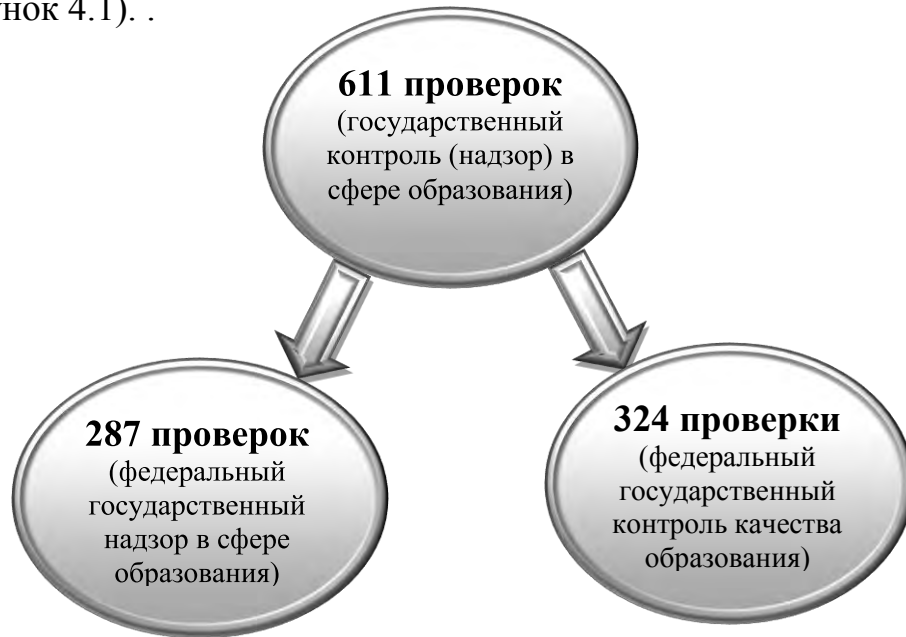 4.1). .
611 проверок
(государственный
контроль (надзор) в
сфере образования)
287 проверок
(федеральный
государственный
надзор в сфере
образования)
324 проверки
(федеральный
государственный
контроль качества
образования)